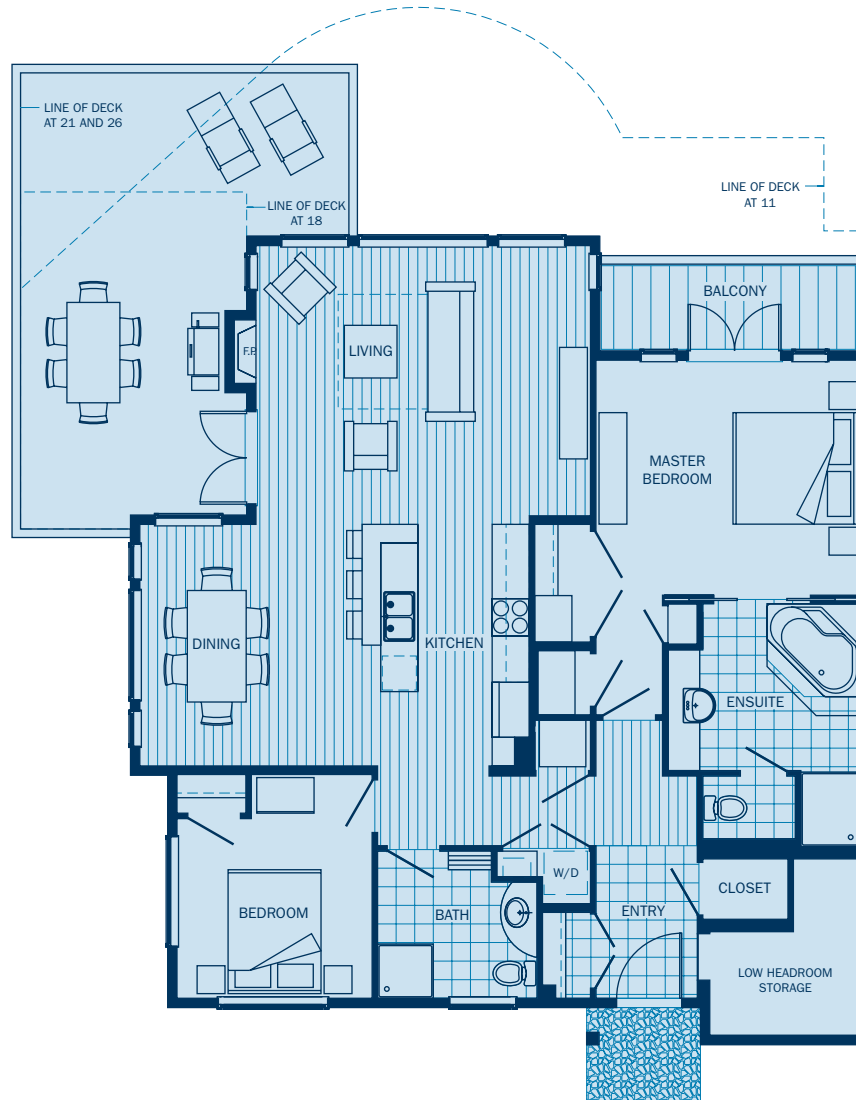 LINE OF DECK
AT 21 AND 26
LINE OF DECK
AT 11
LINE OF DECK
AT 18
BALCONY
F.P.
LIVING
MASTER
BEDROOM
DINING
KITCHEN
ENSUITE
W/D
CLOSET
BEDROOM
BATH
ENTRY
LOW HEADROOM
STORAGE